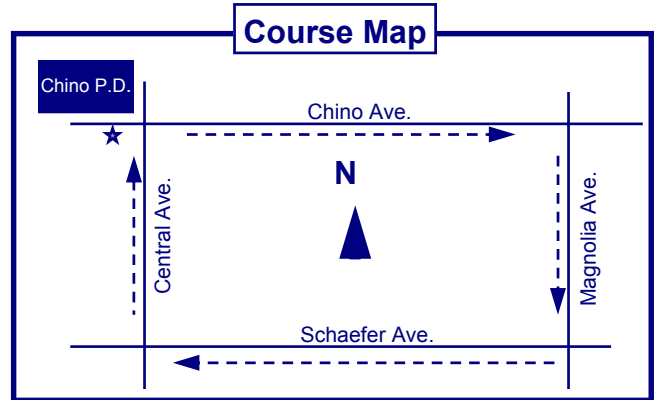 Course Map
Chino P.D.
Chino Ave.
N
Central Ave.
Magnolia Ave.
Schaefer Ave.